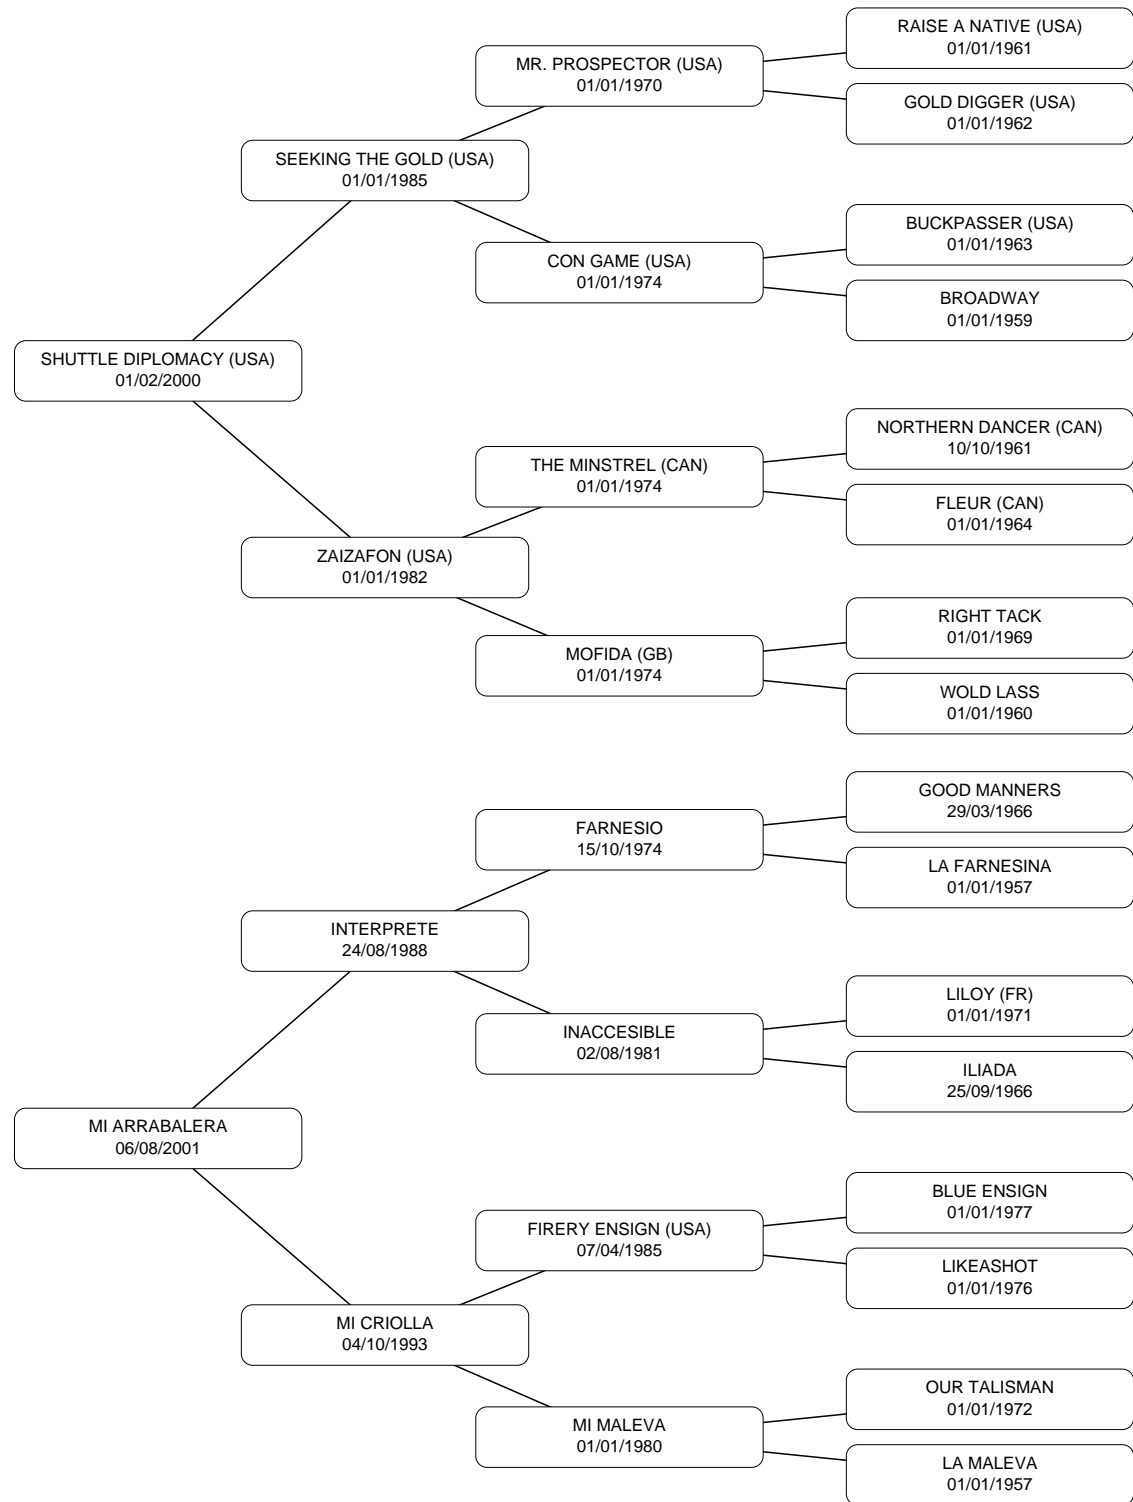 RAISE A NATIVE (USA)
01/01/1961
MR. PROSPECTOR (USA)
01/01/1970
GOLD DIGGER (USA)
01/01/1962
SEEKING THE GOLD (USA)
01/01/1985
BUCKPASSER (USA)
01/01/1963
CON GAME (USA)
01/01/1974
BROADWAY
01/01/1959
SHUTTLE DIPLOMACY (USA)
01/02/2000
NORTHERN DANCER (CAN)
10/10/1961
THE MINSTREL (CAN)
01/01/1974
FLEUR (CAN)
01/01/1964
ZAIZAFON (USA)
01/01/1982
RIGHT TACK
01/01/1969
MOFIDA (GB)
01/01/1974
WOLD LASS
01/01/1960
GOOD MANNERS
29/03/1966
FARNESIO
15/10/1974
LA FARNESINA
01/01/1957
INTERPRETE
24/08/1988
LILOY (FR)
01/01/1971
INACCESIBLE
02/08/1981
ILIADA
25/09/1966
MI ARRABALERA
06/08/2001
BLUE ENSIGN
01/01/1977
FIRERY ENSIGN (USA)
07/04/1985
LIKEASHOT
01/01/1976
MI CRIOLLA
04/10/1993
OUR TALISMAN
01/01/1972
MI MALEVA
01/01/1980
LA MALEVA
01/01/1957